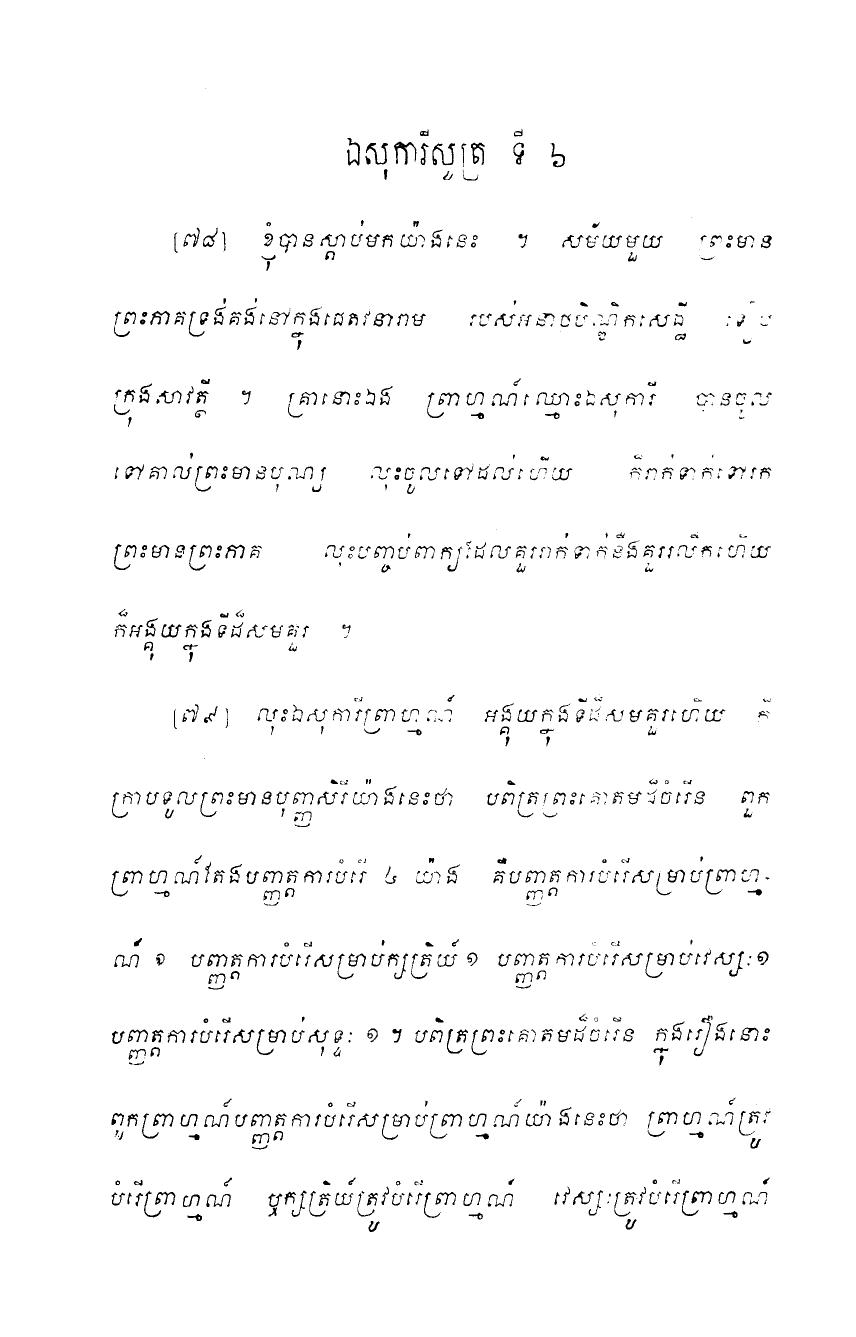 ឯសុការីសូត្រ ទី ៦
[៧៨] ខ្ញុំបានស្តាប់មកយ៉ាងនេះ ។ សម័យមួយ ព្រះមាន
ព្រះភាគទ្រង់គង់នៅក្នុងជេតវនារាម របស់អនាថបិណ្ឌិកសេដ្ឋី ទៀប
ក្រុងសាវត្ថី ។ គ្រានោះឯង ព្រាហ្មណ៍ឈ្មោះឯសុការី បានចូល
ទៅគាល់ព្រះមានបុណ្យ លុះចូលទៅដល់ហើយ ក៏រាក់ទាក់ទោរក
ព្រះមានព្រះភាគ លុះបញ្ចប់ពាក្យដែលគួររាក់ទាក់និងគួររលឹកហើយ
ក៏អង្គុយក្នុងទីដ៏សមគួរ ។
[៧៩] លុះឯសុការីព្រាហ្មណ៍ អង្គុយក្នុងទីដ៏សមគួរហើយ ក៏
ក្រាបទូលព្រះមានបុញ្ញសិរីយ៉ាងនេះថា បពិត្រព្រះគោតមដ៏ចំរើន ពួក
ព្រាហ្មណ៍តែងបញ្ញត្តការបំរើ ៤ យ៉ាង គឺបញ្ញត្តការបំរើសម្រាប់ព្រាហ្ម-
ណ៍ ១ បញ្ញត្តការបំរើសម្រាប់ក្សត្រិយ៍ ១ បញ្ញត្តការបំរើសម្រាប់វេស្សៈ ១
បញ្ញត្តការបំរើសម្រាប់សុទ្ទៈ ១ ។ បពិត្រព្រះគោតមដ៏ចំរើន ក្នុងរឿងនោះ
ពួកព្រាហ្មណ៍បញ្ញត្តការបំរើសម្រាប់ព្រាហ្មណ៍យ៉ាងនេះថា ព្រាហ្មណ៍ត្រូវ
បំរើព្រាហ្មណ៍ ឬក្សត្រិយ៍ត្រូវបំរើព្រាហ្មណ៍ វេស្សៈត្រូវបំរើព្រាហ្មណ៍